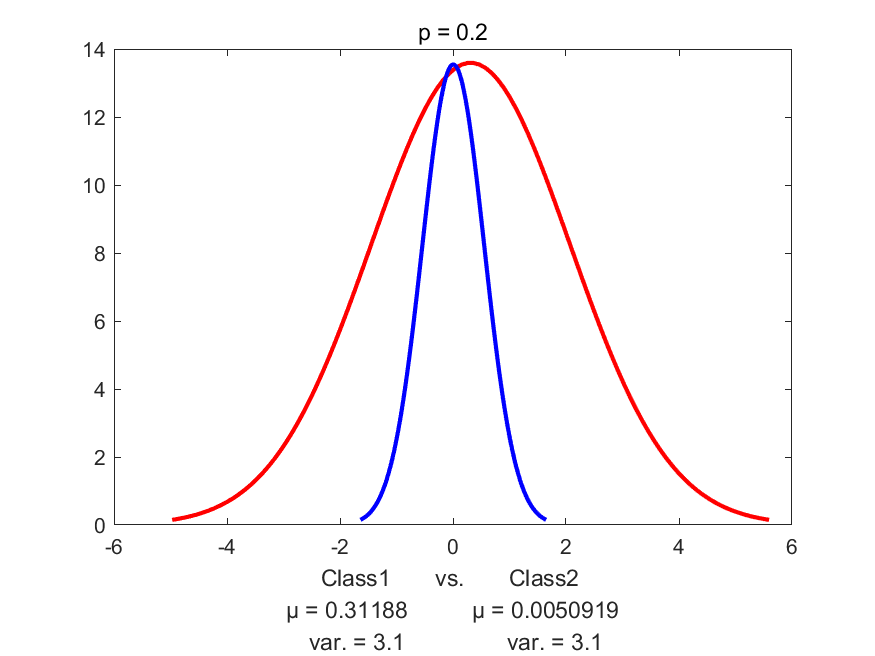 p = 0.2
14
12
10
8
6
4
2
0
-6 -4 -2 0 2 4 6
Class1 vs. Class2
μ = 0.31188 μ = 0.0050919
var. = 3.1 var. = 3.1